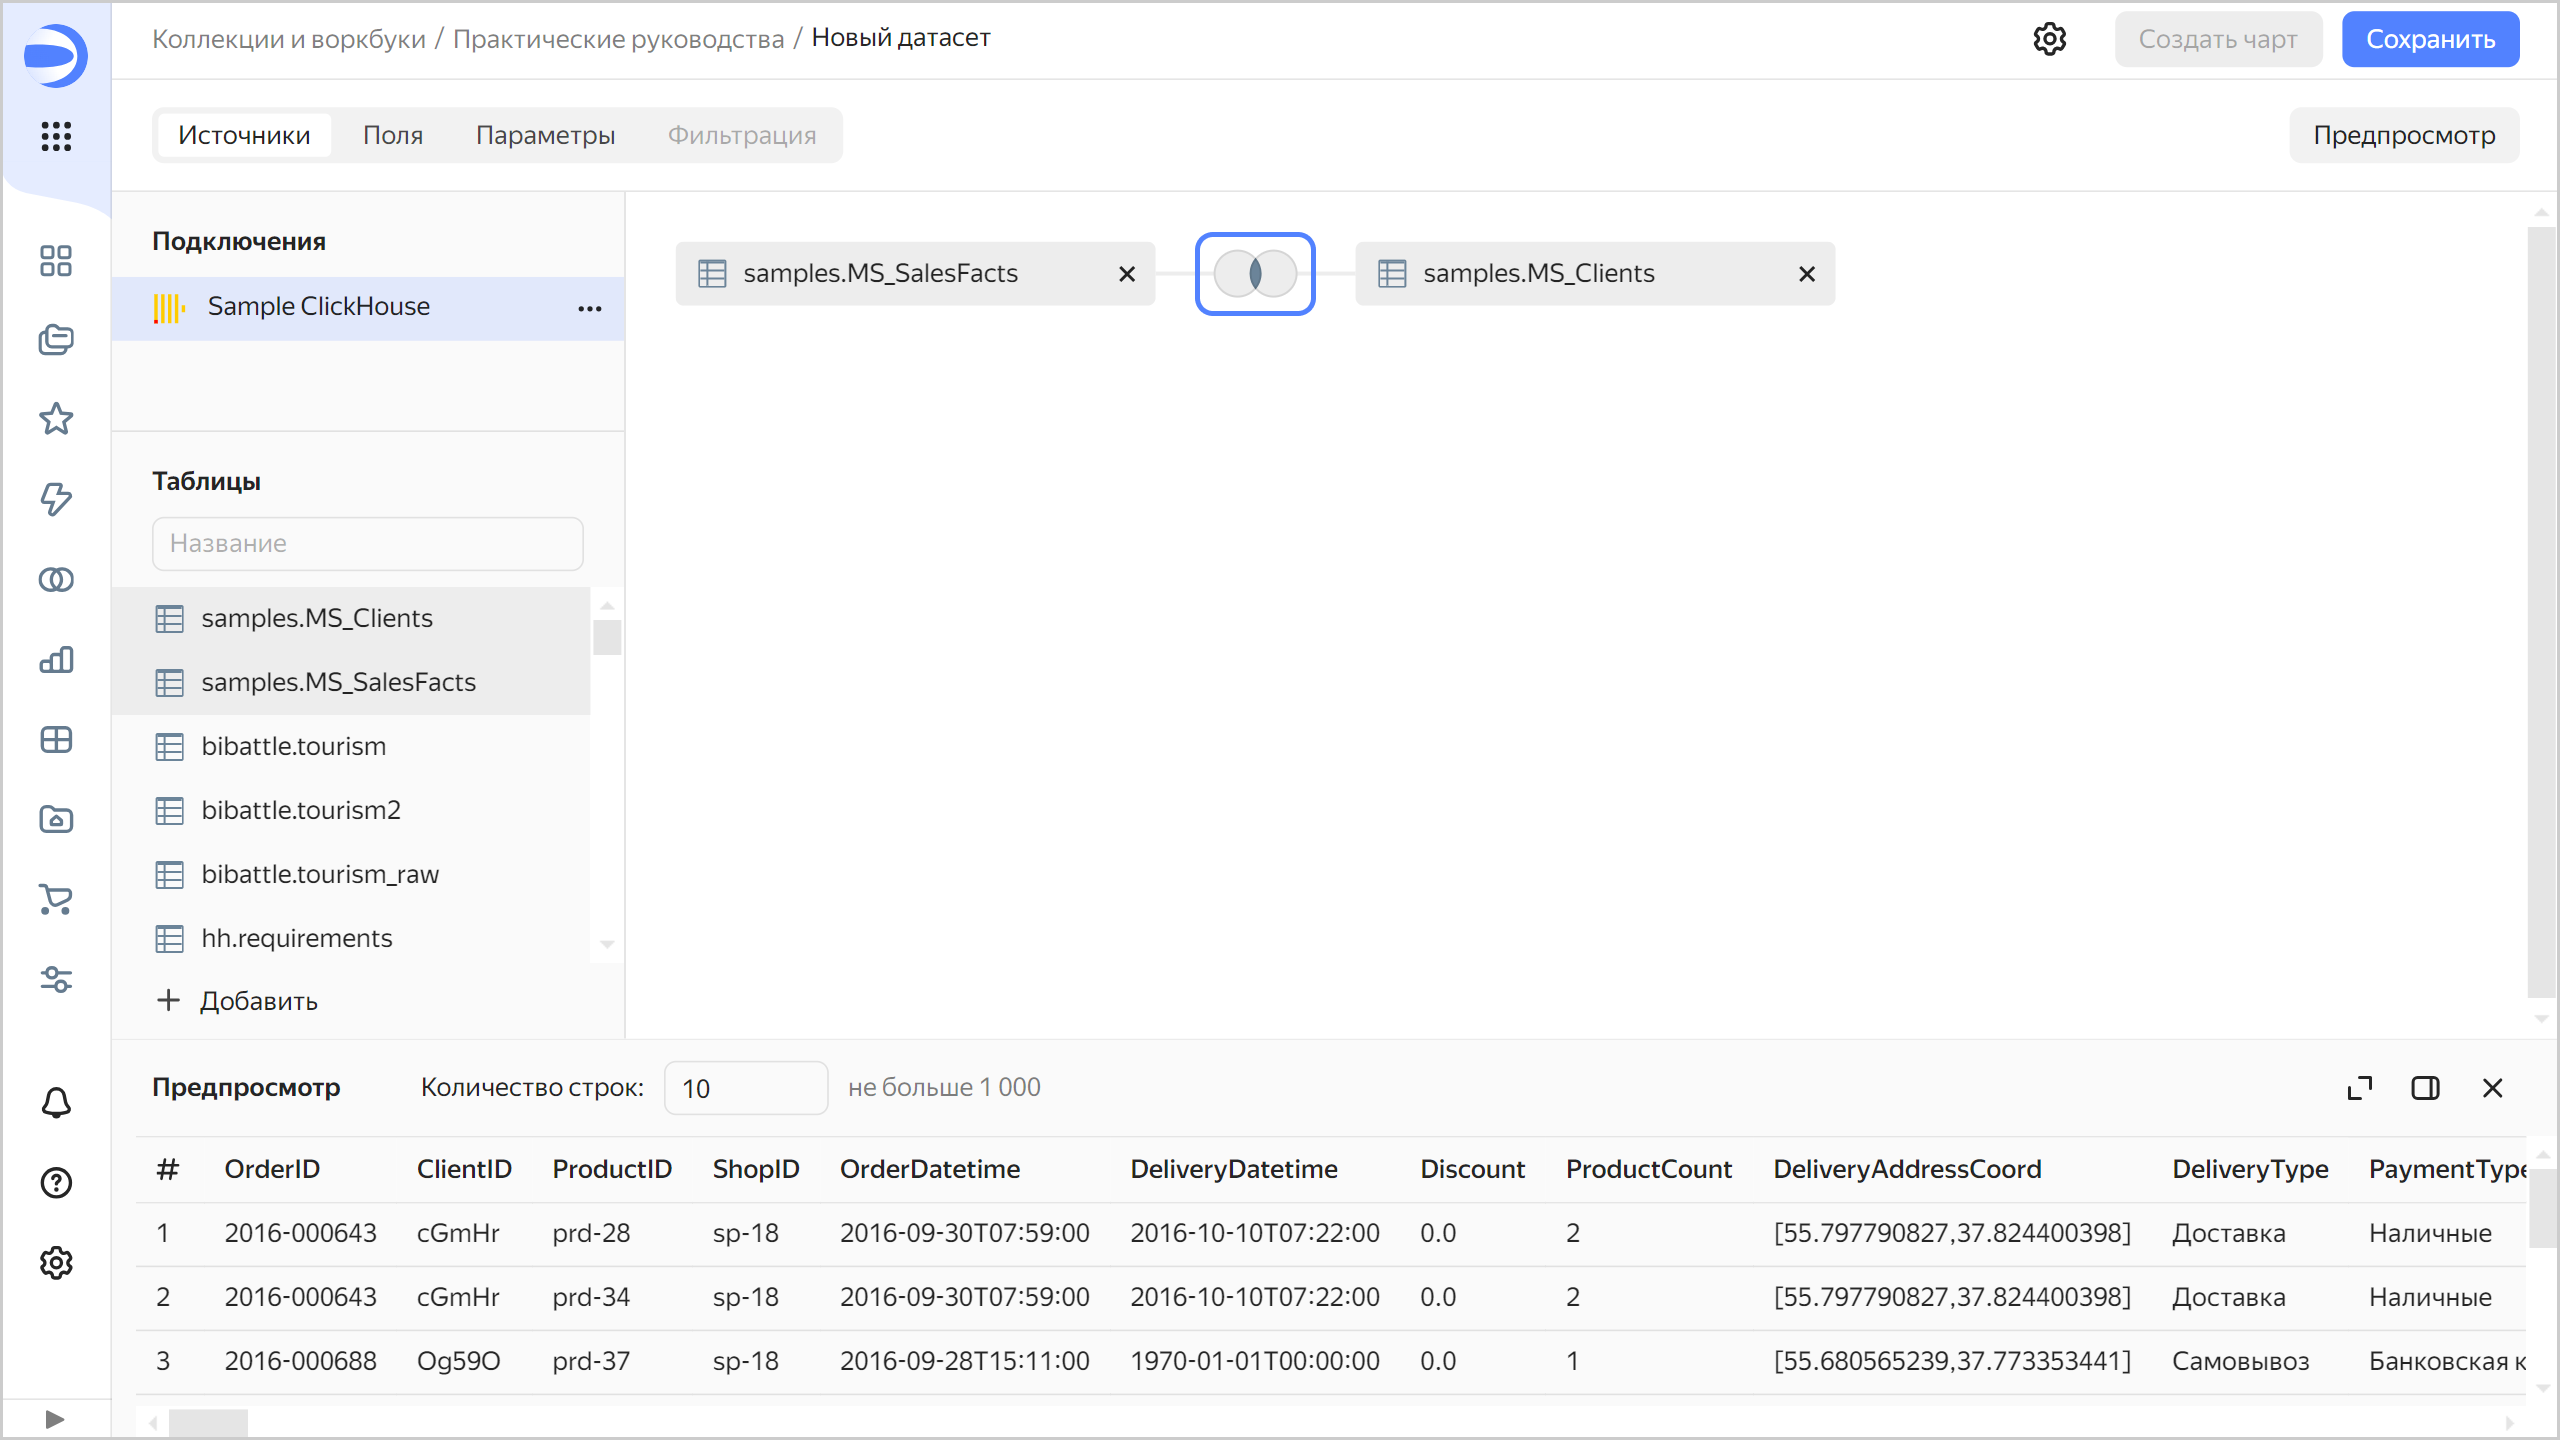 Коллекции и воркбуки / Практические руководства / Новый датасет
Создать чарт
Сохранить
Источники Поля Параметры Фильтрация
Предпросмотр
Подключения
Sample ClickHouse
samples.MS_SalesFacts
samples.MS_Clients
Таблицы
Название
samples.MS_Clients
samples.MS_SalesFacts
bibattle.tourism
bibattle.tourism2
bibattle.tourism_raw
hh.requirements
+ Добавить
Предпросмотр Количество строк: 10 не больше 1 000
# OrderID ClientID ProductID ShopID OrderDatetime DeliveryDatetime Discount ProductCount DeliveryAddressCoord DeliveryType PaymentType
1 2016-000643 cGmHr prd-28 sp-18 2016-09-30T07:59:00 2016-10-10T07:22:00 0.0 2 [55.797790827,37.824400398] Доставка Наличные
2 2016-000643 cGmHr prd-34 sp-18 2016-09-30T07:59:00 2016-10-10T07:22:00 0.0 2 [55.797790827,37.824400398] Доставка Наличные
3 2016-000688 Og59O prd-37 sp-18 2016-09-28T15:11:00 1970-01-01T00:00:00 0.0 1 [55.680565239,37.773353441] Самовывоз Банковская к